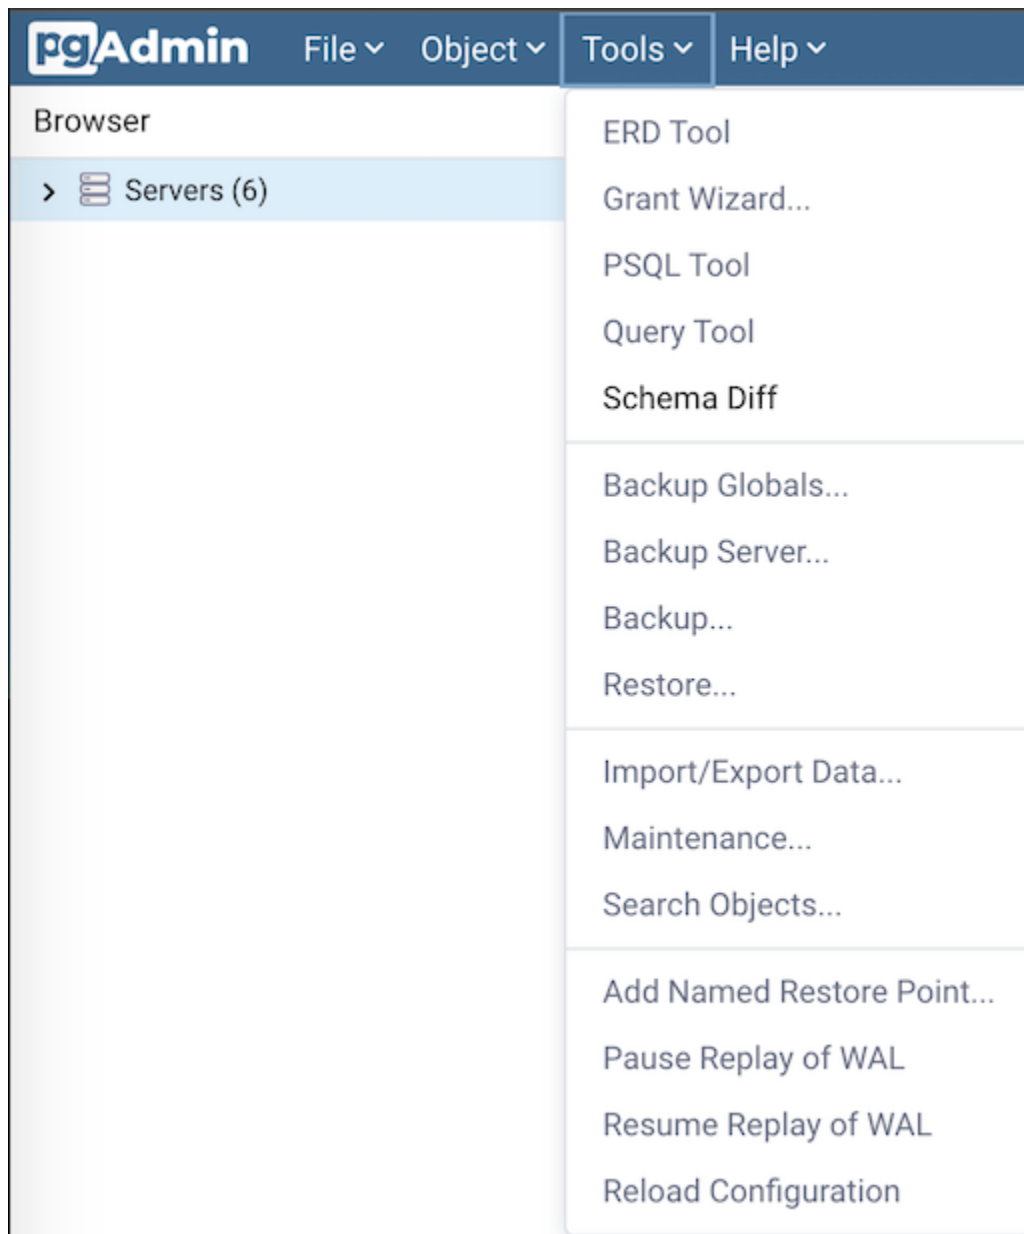 pgAdmin File Object Tools Help
Browser
Servers (6)
ERD Tool
Grant Wizard...
PSQL Tool
Query Tool
Schema Diff
Backup Globals...
Backup Server...
Backup...
Restore...
Import/Export Data...
Maintenance...
Search Objects...
Add Named Restore Point...
Pause Replay of WAL
Resume Replay of WAL
Reload Configuration